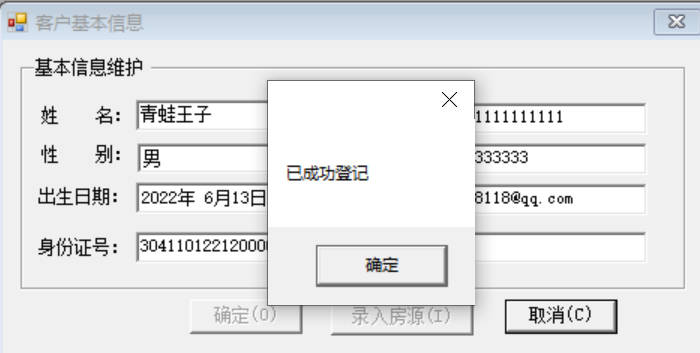 客户基本信息
基本信息维护
姓 名: 青蛙王子 1111111111
性 别: 男 333333
出生日期: 2022年 6月13日 8118@qq.com
身份证号: 30411012212000
已成功登记
确定
确定(O) 录入房源(I) 取消(C)